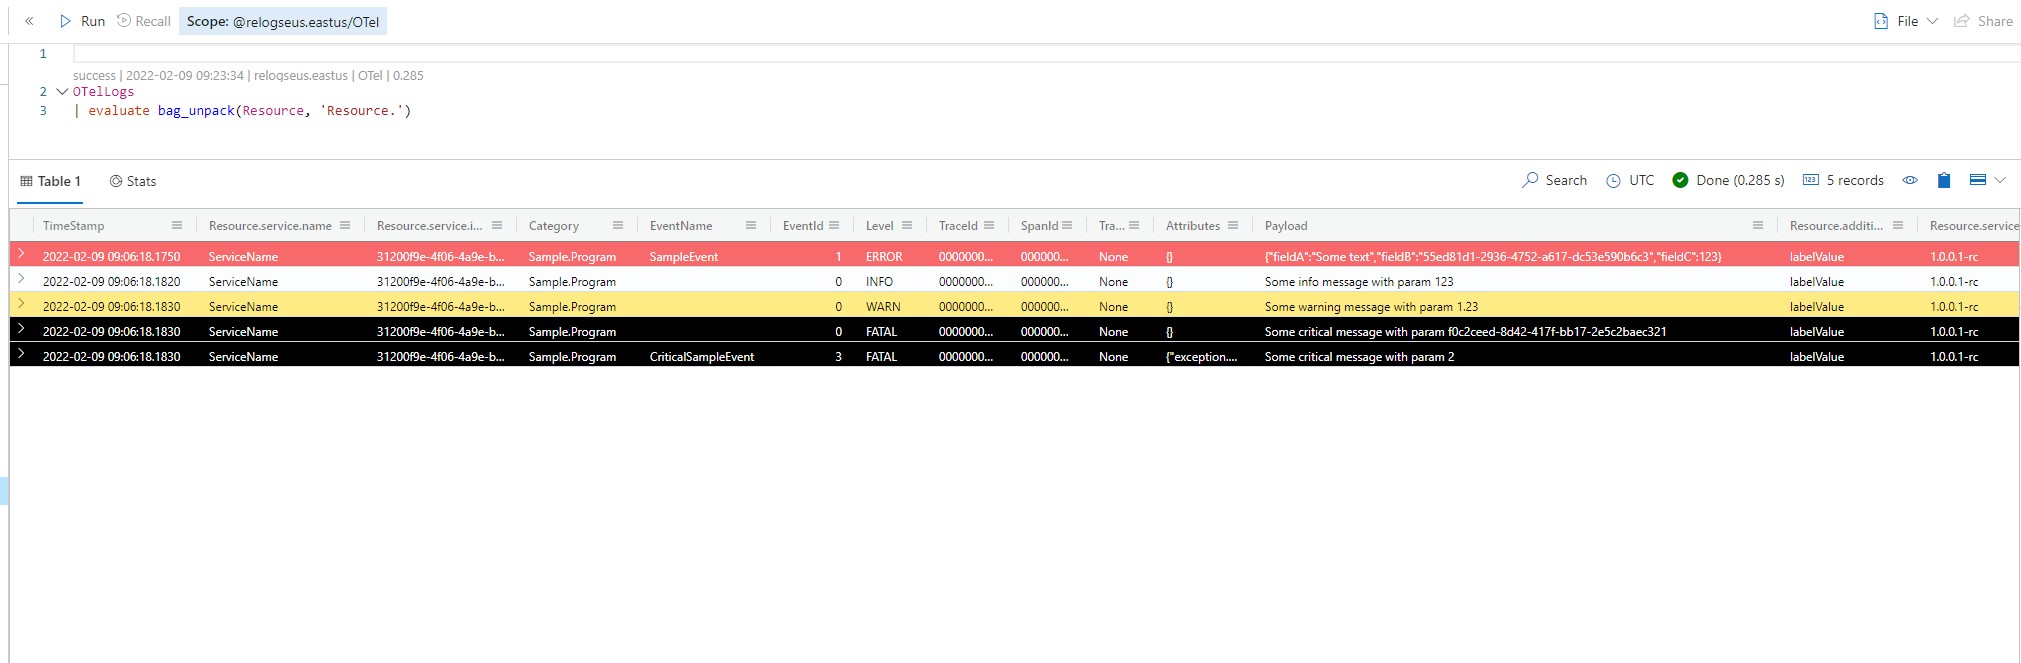 « Run Recall Scope: @relogseus.eastus/OTel File Share
1
success | 2022-02-09 09:23:34 | relogseus.eastus | OTel | 0.285
2 OTelLogs
3 | evaluate bag_unpack(Resource, 'Resource.')
Table 1 Stats Search UTC Done (0.285 s) 123 5 records
TimeStamp Resource.service.name Resource.service.i... Category EventName EventId Level TraceId SpanId Tra... Attributes Payload Resource.additi... Resource.service
2022-02-09 09:06:18.1750 ServiceName 31200f9e-4f06-4a9e-b... Sample.Program SampleEvent 1 ERROR 0000000... 000000... None {} {"fieldA":"Some text","fieldB":"55ed81d1-2936-4752-a617-dc53e590b6c3","fieldC":123} labelValue 1.0.0.1-rc
2022-02-09 09:06:18.1820 ServiceName 31200f9e-4f06-4a9e-b... Sample.Program 0 INFO 0000000... 000000... None {} Some info message with param 123 labelValue 1.0.0.1-rc
2022-02-09 09:06:18.1830 ServiceName 31200f9e-4f06-4a9e-b... Sample.Program 0 WARN 0000000... 000000... None {} Some warning message with param 1.23 labelValue 1.0.0.1-rc
2022-02-09 09:06:18.1830 ServiceName 31200f9e-4f06-4a9e-b... Sample.Program 0 FATAL 0000000... 000000... None {} Some critical message with param f0c2ceed-8d42-417f-bb17-2e5c2baec321 labelValue 1.0.0.1-rc
2022-02-09 09:06:18.1830 ServiceName 31200f9e-4f06-4a9e-b... Sample.Program CriticalSampleEvent 3 FATAL 0000000... 000000... None {"exception.... Some critical message with param 2 labelValue 1.0.0.1-rc